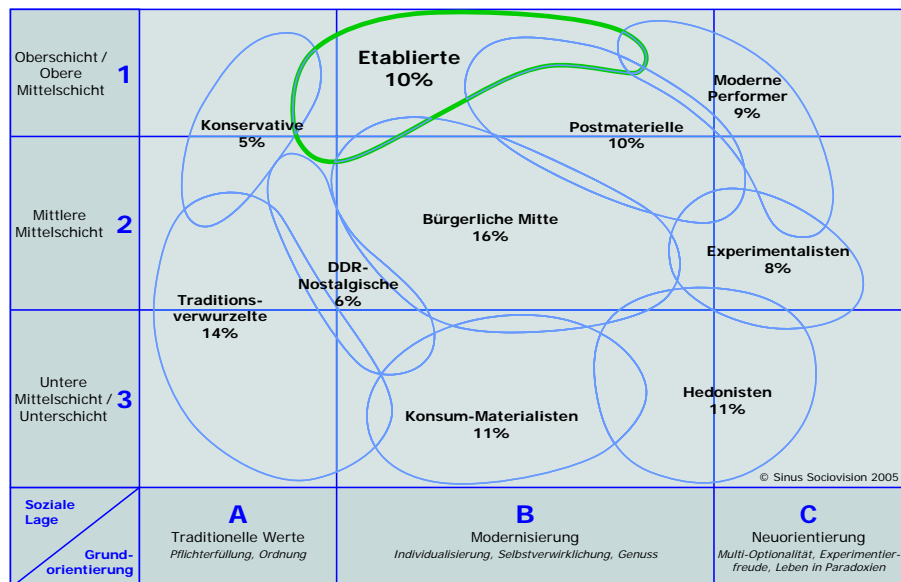 Oberschicht /
Obere
Mittelschicht
1
Etablierte
10%
Moderne
Performer
9%
Konservative
5%
Postmaterielle
10%
Mittlere
Mittelschicht
2
Bürgerliche Mitte
16%
Experimentalisten
8%
DDR-
Nostalgische
6%
Traditions-
verwurzelte
14%
Untere
Mittelschicht /
Unterschicht
3
Hedonisten
11%
Konsum-Materialisten
11%
© Sinus Sociovision 2005
Soziale
Lage
Grund-
orientierung
A
Traditionelle Werte
Pflichterfüllung, Ordnung
B
Modernisierung
Individualisierung, Selbstverwirklichung, Genuss
C
Neuorientierung
Multi-Optionalität, Experimentier-
freude, Leben in Paradoxien